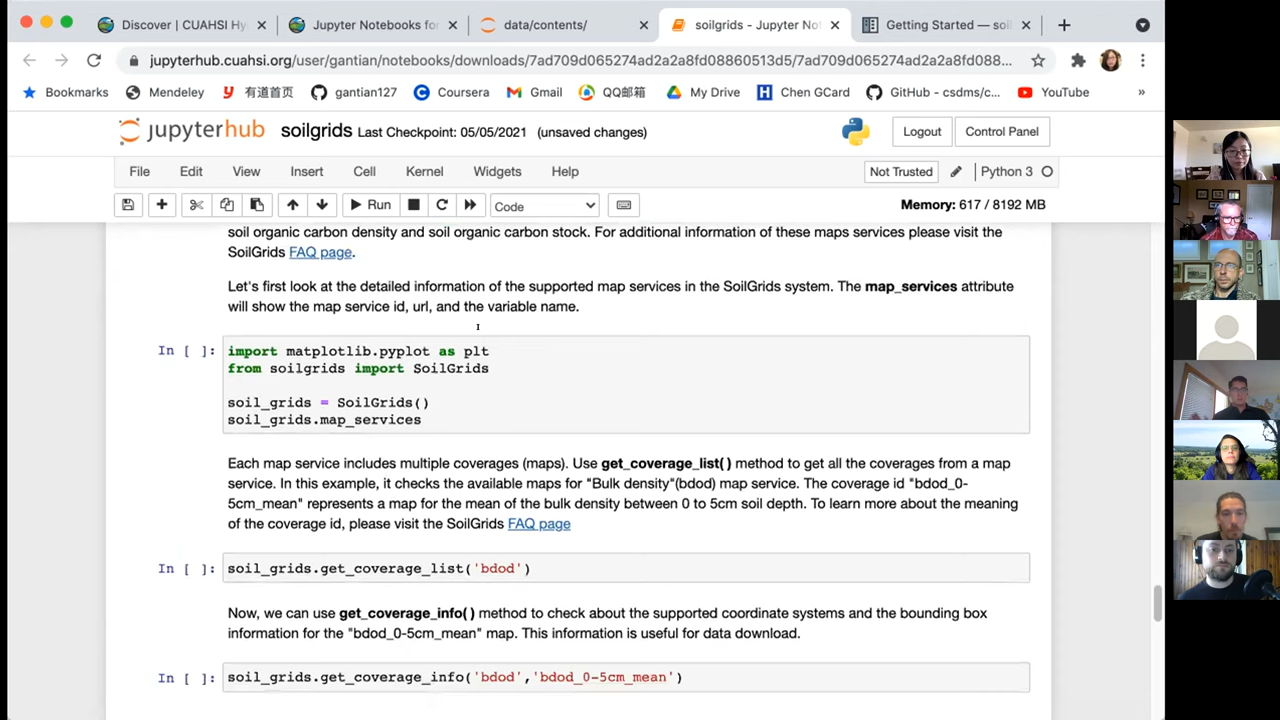 Discover | CUAHSI Hy
Jupyter Notebooks for
data/contents/
soilgrids - Jupyter No
Getting Started — soi
jupyterhub.cuahsi.org/user/gantian/notebooks/downloads/7ad709d065274ad2a2a8fd08860513d5/7ad709d065274ad2a2a8fd088...
Bookmarks
Mendeley
有道首页
gantian127
Coursera
Gmail
QQ邮箱
My Drive
Chen GCard
GitHub - csdms/c...
YouTube
»
jupyterhub
soilgrids Last Checkpoint: 05/05/2021 (unsaved changes)
Logout
Control Panel
File
Edit
View
Insert
Cell
Kernel
Widgets
Help
Not Trusted
Python 3
Run
Code
Memory: 617 / 8192 MB
soil organic carbon density and soil organic carbon stock. For additional information of these maps services please visit the
SoilGrids FAQ page.
Let's first look at the detailed information of the supported map services in the SoilGrids system. The map_services attribute
will show the map service id, url, and the variable name.
In [ ]: import matplotlib.pyplot as plt
from soilgrids import SoilGrids
soil_grids = SoilGrids()
soil_grids.map_services
Each map service includes multiple coverages (maps). Use get_coverage_list( ) method to get all the coverages from a map
service. In this example, it checks the available maps for "Bulk density"(bdod) map service. The coverage id "bdod_0-
5cm_mean" represents a map for the mean of the bulk density between 0 to 5cm soil depth. To learn more about the meaning
of the coverage id, please visit the SoilGrids FAQ page
In [ ]: soil_grids.get_coverage_list('bdod')
Now, we can use get_coverage_info( ) method to check about the supported coordinate systems and the bounding box
information for the "bdod_0-5cm_mean" map. This information is useful for data download.
In [ ]: soil_grids.get_coverage_info('bdod','bdod_0-5cm_mean')